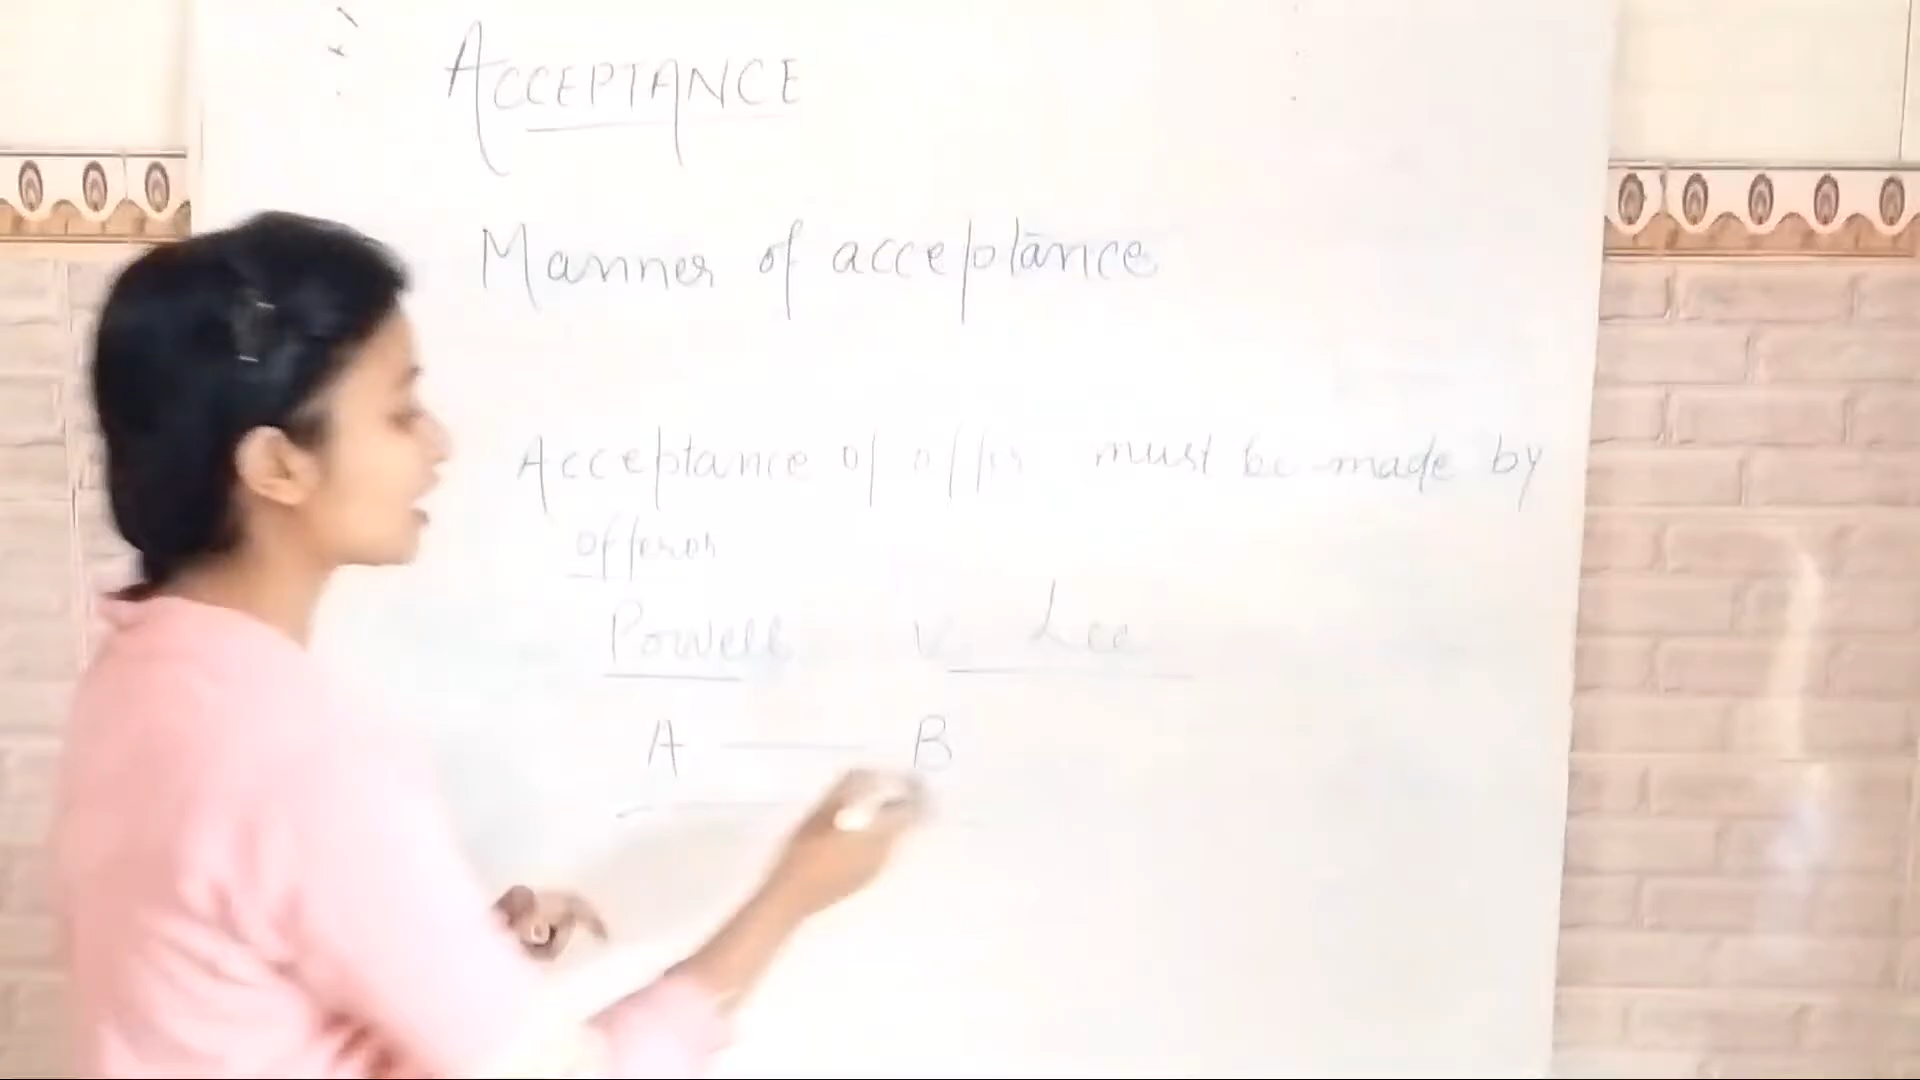 ACCEPTANCE
Manner of acceptance
Acceptance of offer must be made by
offeror
Powell v. Lee
A — B